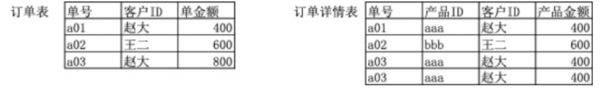 订单表 单号 客户ID 单金额 订单详情表 单号 产品ID 客户ID 产品金额
a01 赵大 400 a01 aaa 赵大 400
a02 王二 600 a02 bbb 王二 600
a03 赵大 800 a03 aaa 赵大 400
a03 aaa 赵大 400